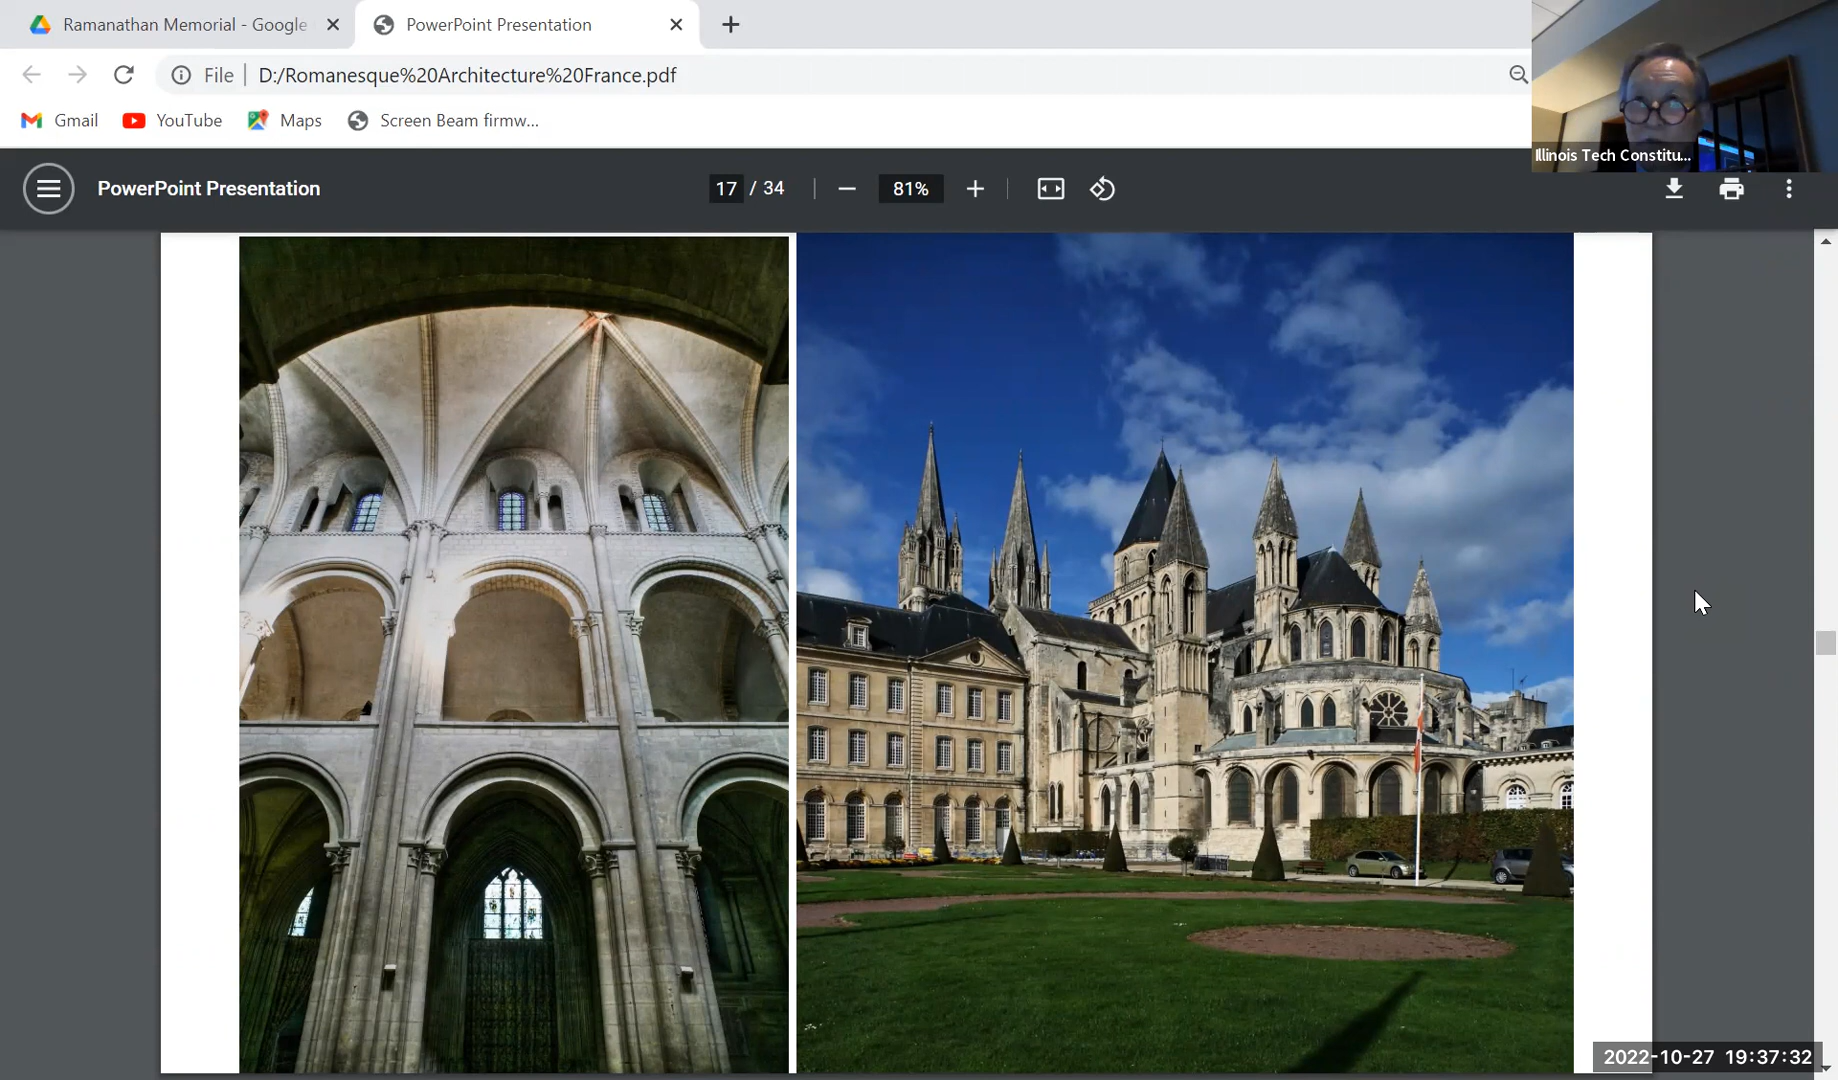 Ramanathan Memorial - Google
PowerPoint Presentation
File
D:/Romanesque%20Architecture%20France.pdf
Gmail
YouTube
Maps
Screen Beam firmw...
Illinois Tech Constitu...
PowerPoint Presentation
17 / 34
81%
2022-10-27 19:37:32